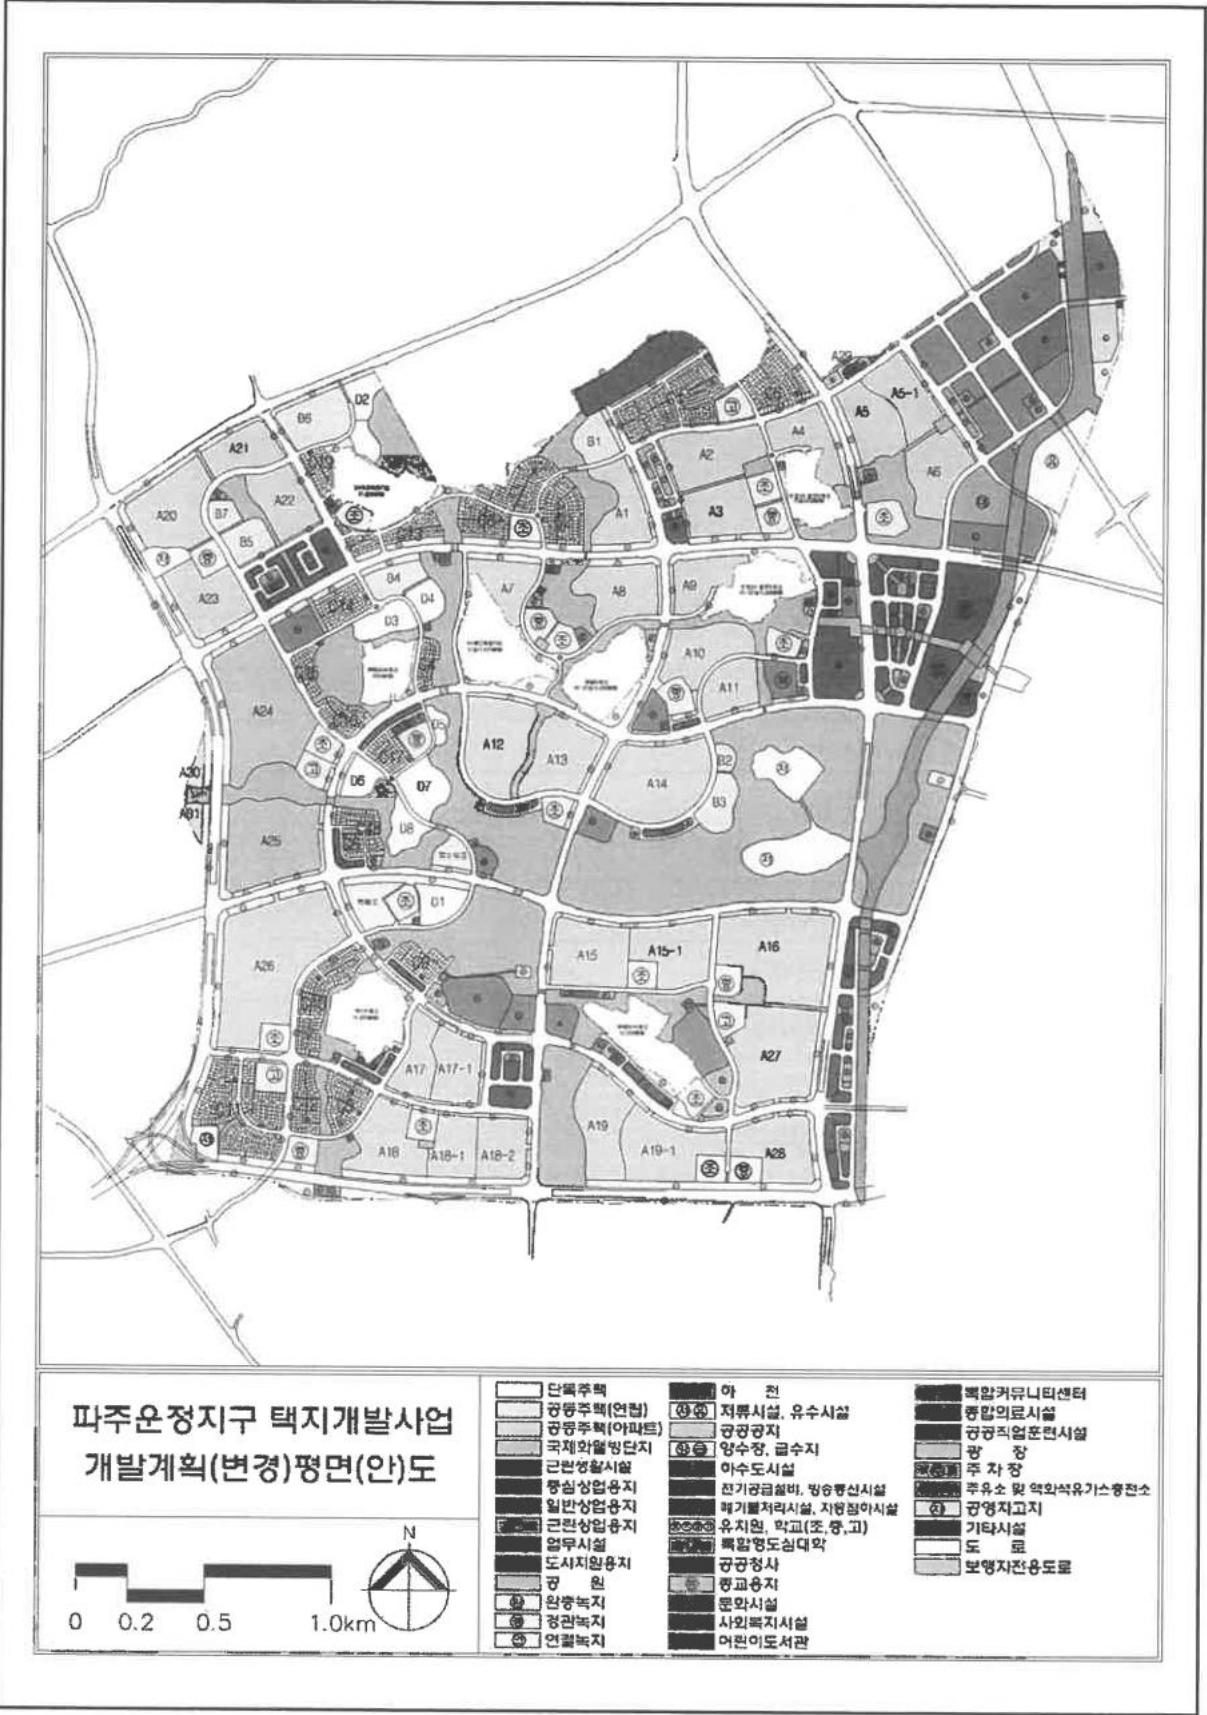 A29
D2
B6
A5-1
A5
A21
B1
A4
A2
A6
A22
A20
B7
A1
A3
B5
A23
B4
A7
A8
A9
D4
D3
A10
A11
A24
D5
A12
A13
B2
A30
D6
D7
A14
A31
B3
D8
A25
D1
A15
A15-1
A16
A26
A27
A17
A17-1
A19
A18
A18-1
A18-2
A19-1
A28
파주운정지구 택지개발사업
개발계획(변경)평면(안)도
N
0 0.2 0.5 1.0km
단독주택
공동주택(연립)
공동주택(아파트)
국제화웰빙단지
근린생활시설
중심상업용지
일반상업용지
근린상업용지
업무시설
도시지원용지
공 원
완충녹지
경관녹지
연결녹지
하 천
저류시설, 유수시설
공공공지
양수장, 급수지
하수도시설
전기공급설비, 방송통신시설
폐기물처리시설, 자동집하시설
유치원, 학교(초,중,고)
복합형도심대학
공공청사
종교용지
문화시설
사회복지시설
어린이도서관
복합커뮤니티센터
종합의료시설
공공직업훈련시설
광 장
주 차 장
주유소 및 액화석유가스충전소
공영차고지
기타시설
도 로
보행자전용도로